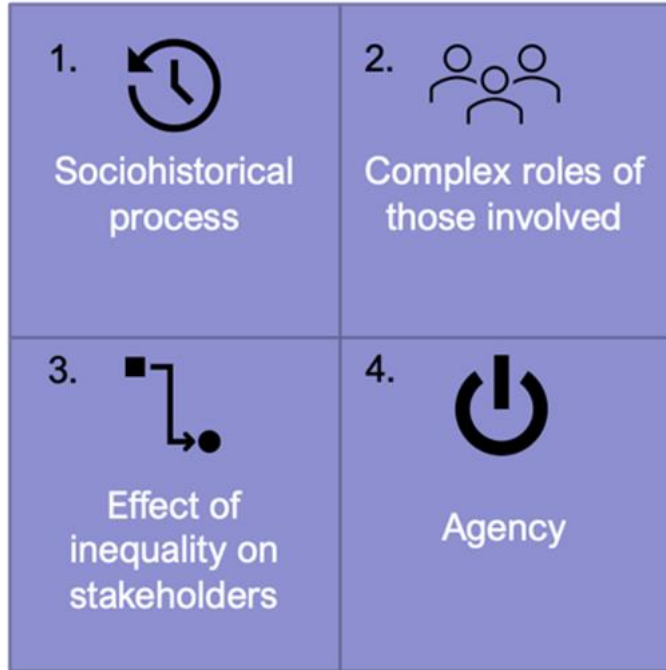 1.
Sociohistorical
process
2.
Complex roles of
those involved
3.
Effect of
inequality on
stakeholders
4.
Agency